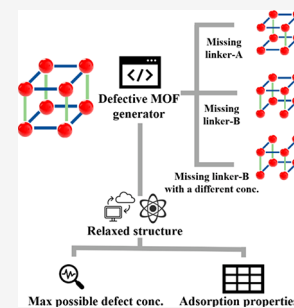 Missing
linker-A
Defective MOF
generator
Missing
linker-B
Missing linker-B
with a different conc.
Relaxed structure
Max possible defect conc.
Adsorption propertie